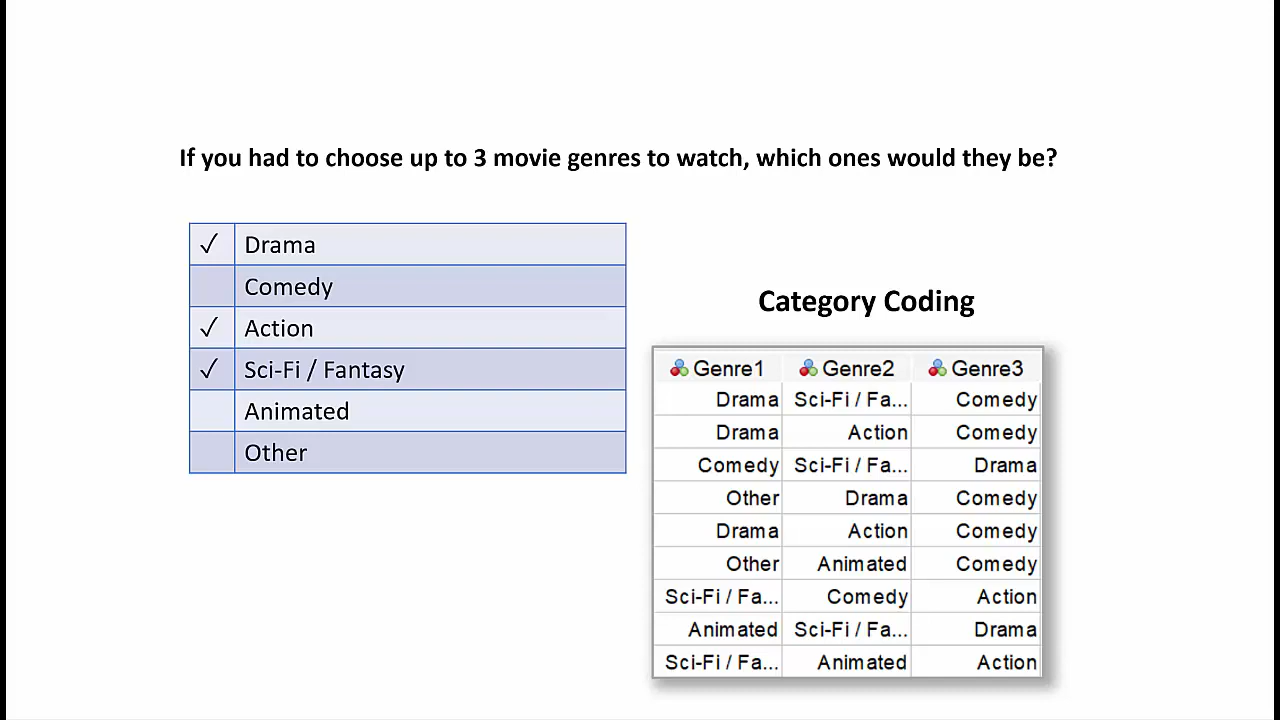 If you had to choose up to 3 movie genres to watch, which ones would they be?
✓ Drama
Comedy
✓ Action
✓ Sci-Fi / Fantasy
Animated
Other
Category Coding
Genre1 Genre2 Genre3
Drama Sci-Fi / Fa... Comedy
Drama Action Comedy
Comedy Sci-Fi / Fa... Drama
Other Drama Comedy
Drama Action Comedy
Other Animated Comedy
Sci-Fi / Fa... Comedy Action
Animated Sci-Fi / Fa... Drama
Sci-Fi / Fa... Animated Action